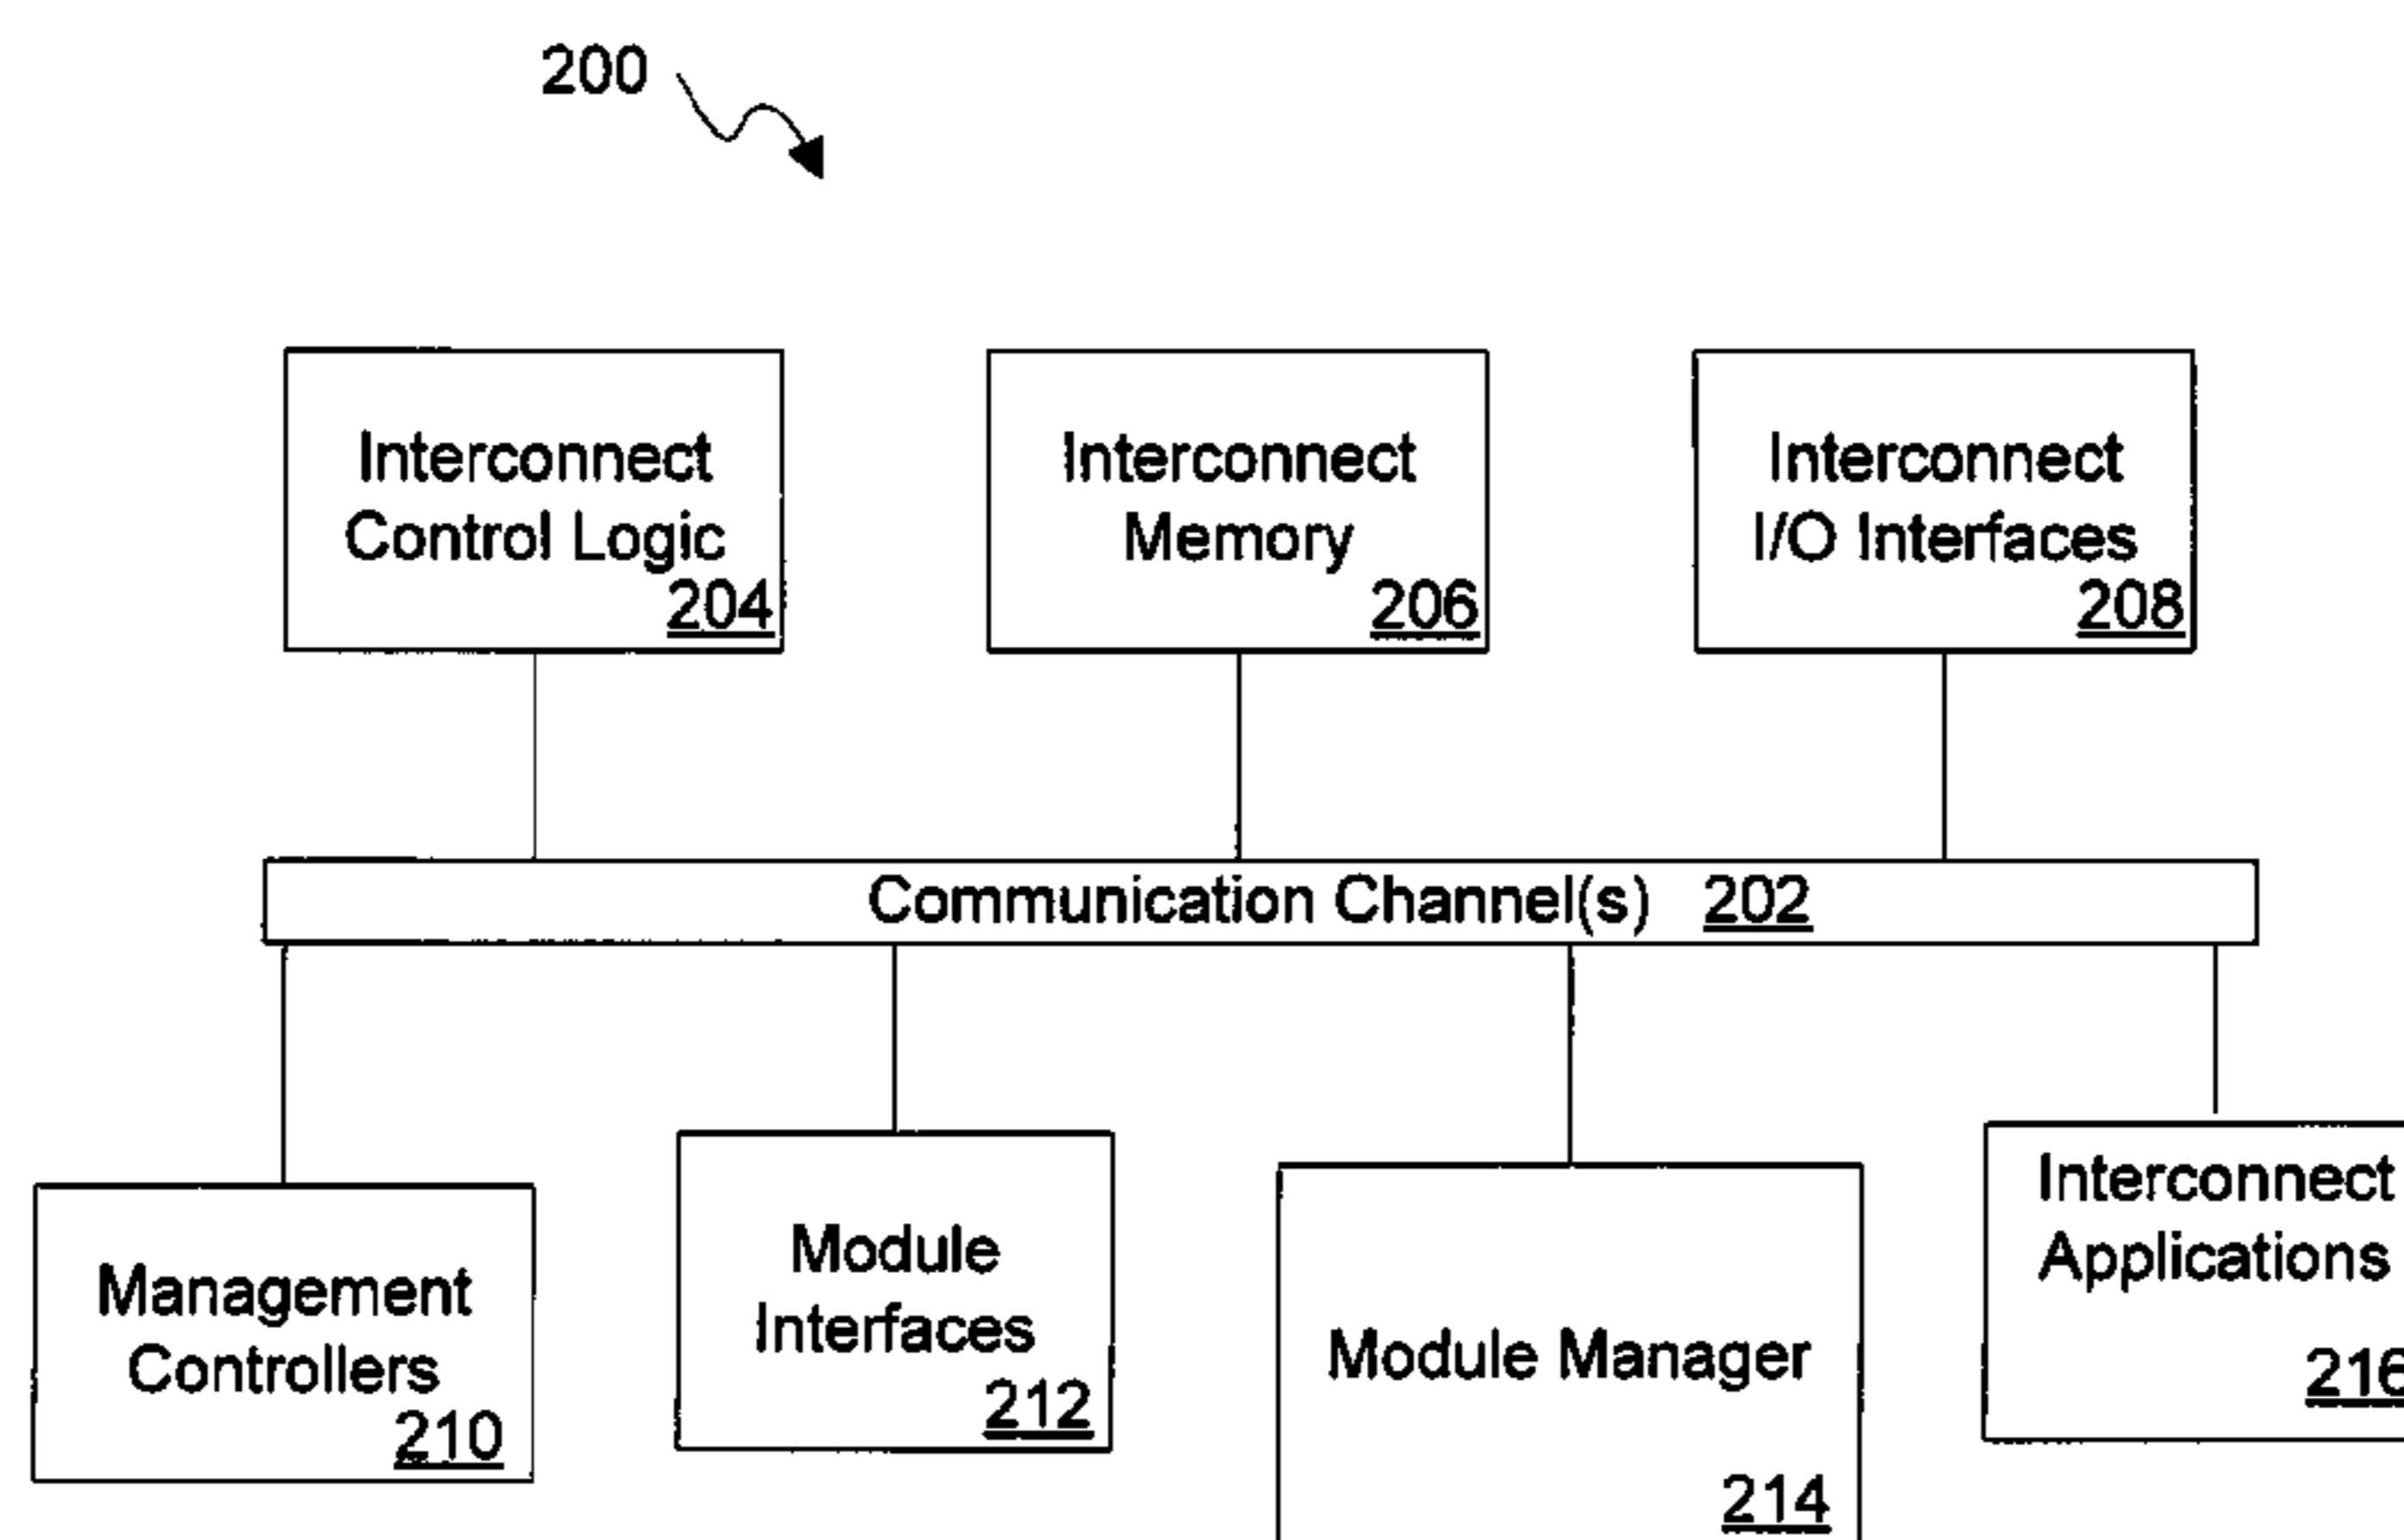 200
Interconnect
Control Logic
204
Interconnect
Memory
206
Interconnect
I/O Interfaces
208
Communication Channel(s) 202
Management
Controllers
210
Module
Interfaces
212
Module Manager
214
Interconnect
Applications
216